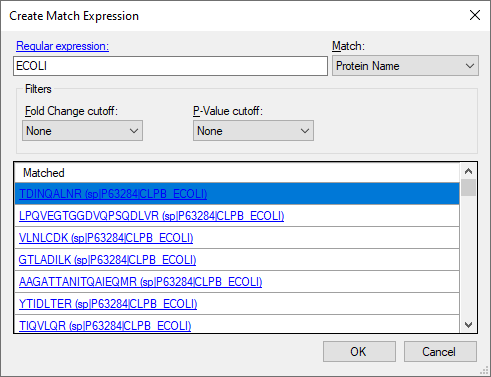 Create Match Expression
Regular expression: Match:
ECOLI Protein Name
Filters
Fold Change cutoff: P-Value cutoff:
None None
Matched
TDINQALNR (sp|P63284|CLPB_ECOLI)
LPQVEGTGGDVQPSQDLVR (sp|P63284|CLPB_ECOLI)
VLNLCDK (sp|P63284|CLPB_ECOLI)
GTLADILK (sp|P63284|CLPB_ECOLI)
AAGATTANITQAIEQMR (sp|P63284|CLPB_ECOLI)
YTIDLTER (sp|P63284|CLPB_ECOLI)
TIQVLQR (sp|P63284|CLPB_ECOLI)
OK Cancel